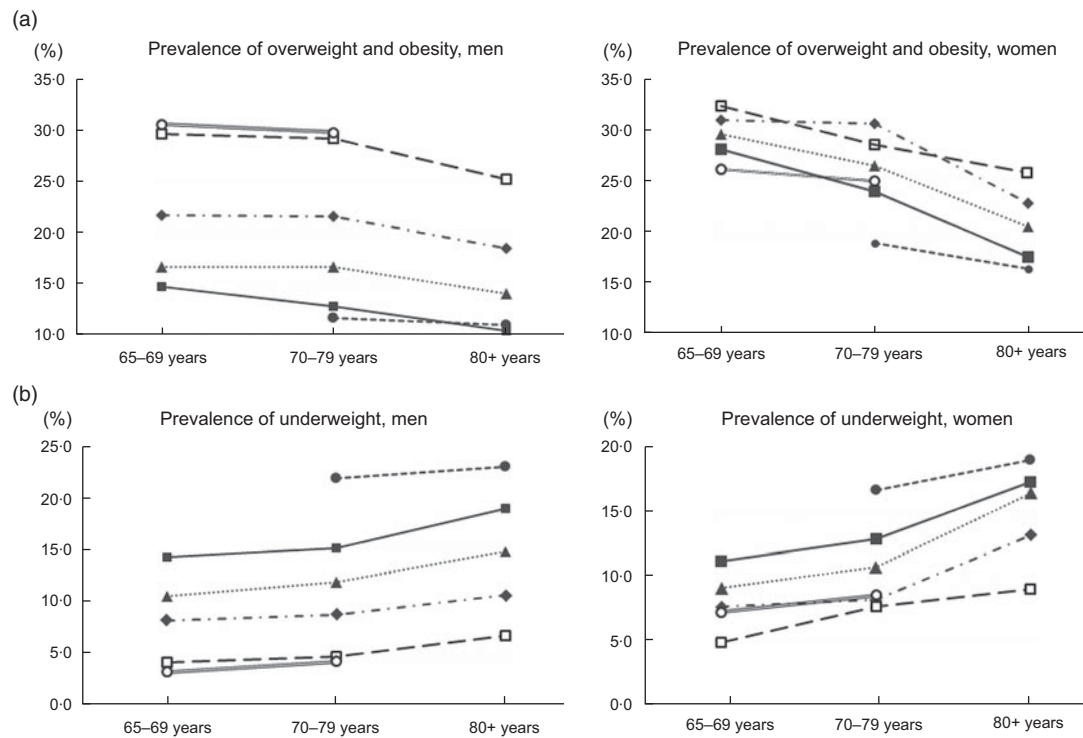 (a)
(%)
Prevalence of overweight and obesity, men
35·0
30·0
25·0
20·0
15·0
10·0
65–69 years
70–79 years
80+ years
(%)
Prevalence of overweight and obesity, women
35·0
30·0
25·0
20·0
15·0
10·0
65–69 years
70–79 years
80+ years
(b)
(%)
Prevalence of underweight, men
25·0
20·0
15·0
10·0
5·0
0·0
65–69 years
70–79 years
80+ years
(%)
Prevalence of underweight, women
20·0
15·0
10·0
5·0
0·0
65–69 years
70–79 years
80+ years